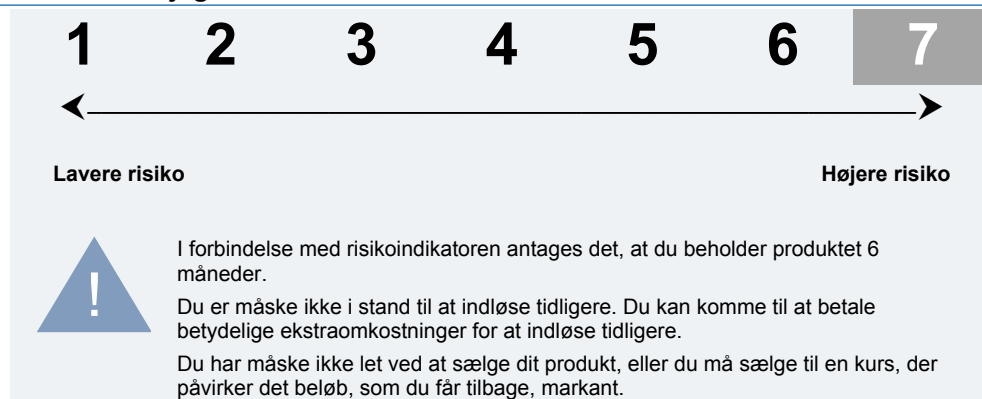 1 2 3 4 5 6 7
Lavere risiko Højere risiko
!
I forbindelse med risikoindikatoren antages det, at du beholder produktet 6
måneder.
Du er måske ikke i stand til at indløse tidligere. Du kan komme til at betale
betydelige ekstraomkostninger for at indløse tidligere.
Du har måske ikke let ved at sælge dit produkt, eller du må sælge til en kurs, der
påvirker det beløb, som du får tilbage, markant.